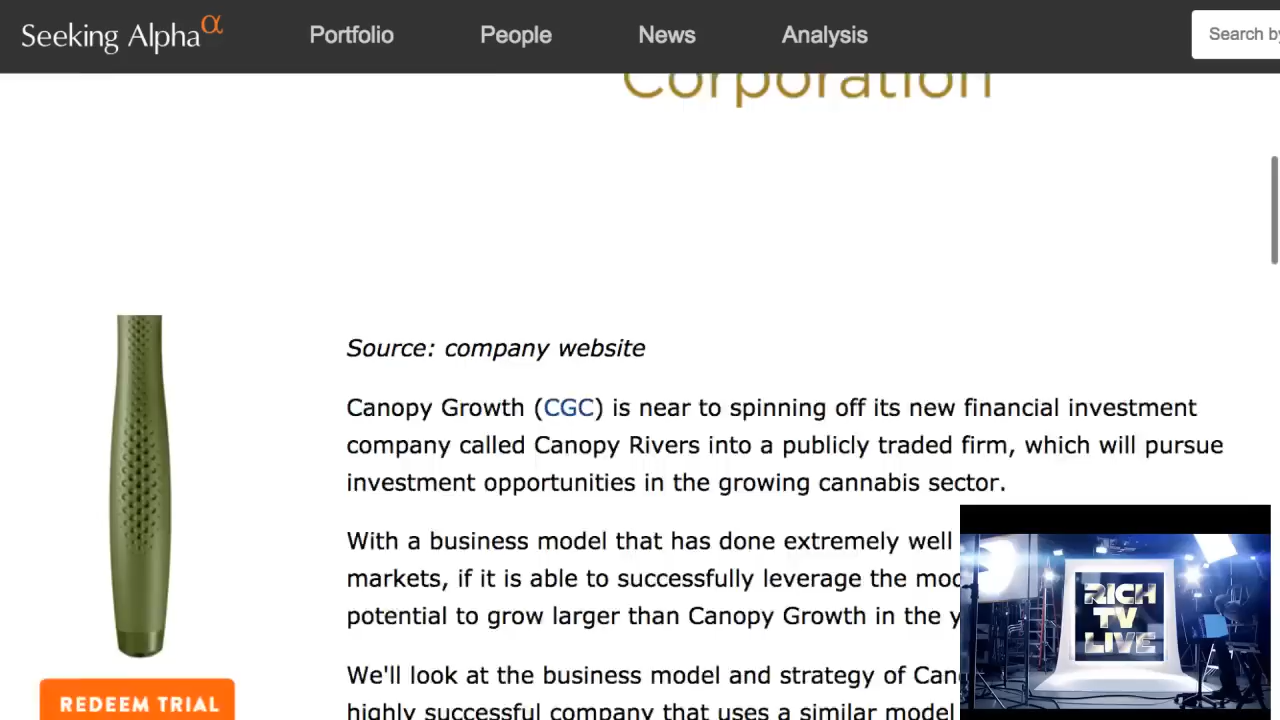 Seeking Alphaα
Portfolio
People
News
Analysis
Search by
Corporation
Source: company website
Canopy Growth (CGC) is near to spinning off its new financial investment
company called Canopy Rivers into a publicly traded firm, which will pursue
investment opportunities in the growing cannabis sector.
With a business model that has done extremely well
markets, if it is able to successfully leverage the
potential to grow larger than Canopy Growth in the
We'll look at the business model and strategy of
highly successful company that uses a similar model
RICH
TV
LIVE
REDEEM TRIAL